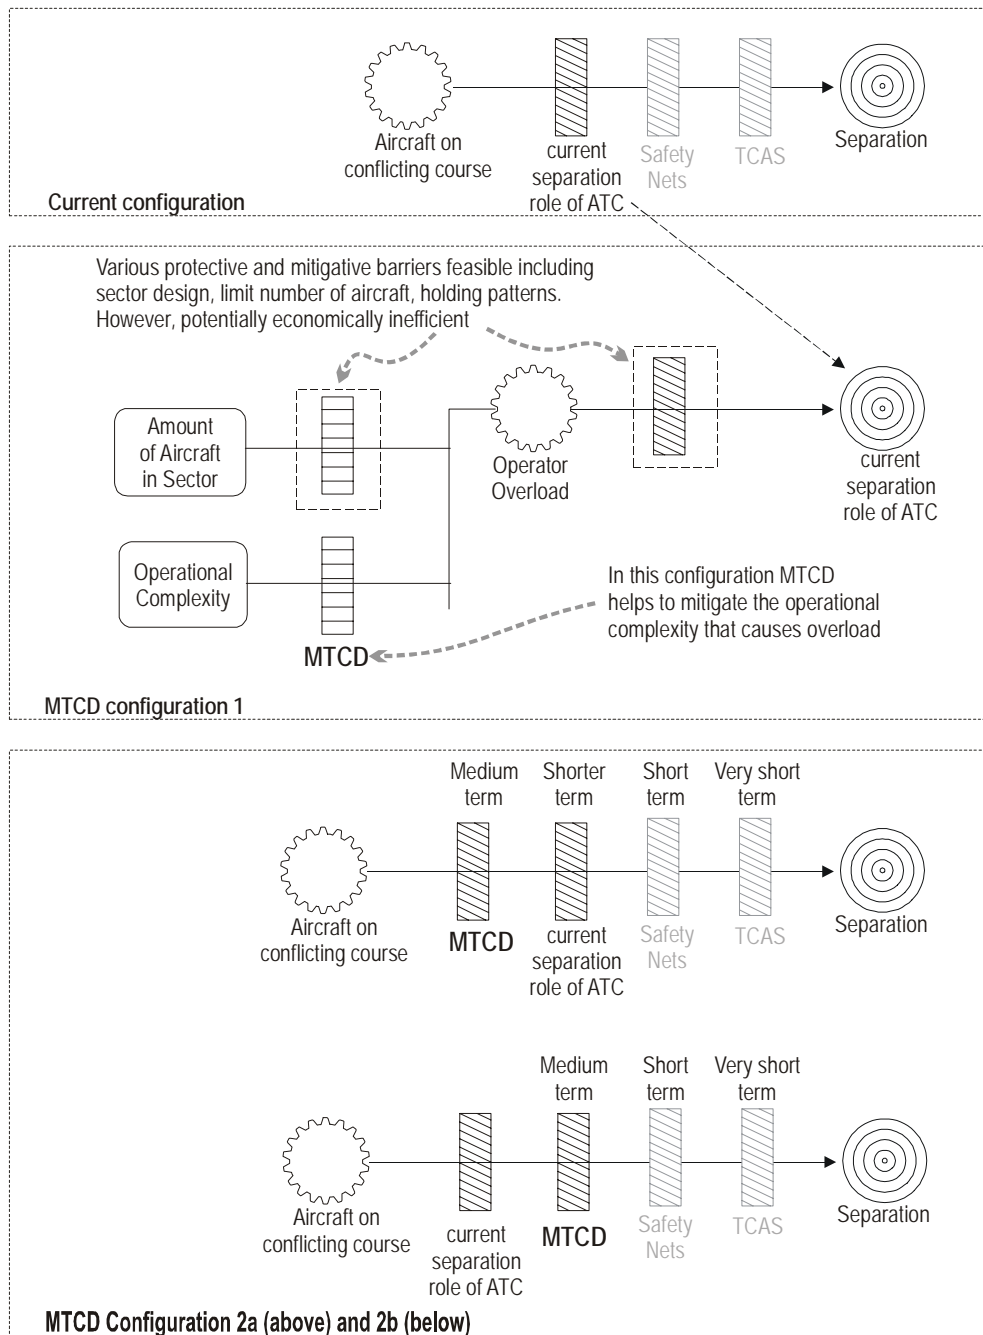 Aircraft on
conflicting course
current
separation
role of ATC
Safety
Nets
TCAS
Separation
Current configuration
Various protective and mitigative barriers feasible including
sector design, limit number of aircraft, holding patterns.
However, potentially economically inefficient
Amount
of Aircraft
in Sector
Operator
Overload
current
separation
role of ATC
Operational
Complexity
In this configuration MTCD
helps to mitigate the operational
complexity that causes overload
MTCD
MTCD configuration 1
Medium
term
Shorter
term
Short
term
Very short
term
Aircraft on
conflicting course
MTCD
current
separation
role of ATC
Safety
Nets
TCAS
Separation
Medium
term
Short
term
Very short
term
Aircraft on
conflicting course
current
separation
role of ATC
MTCD
Safety
Nets
TCAS
Separation
MTCD Configuration 2a (above) and 2b (below)